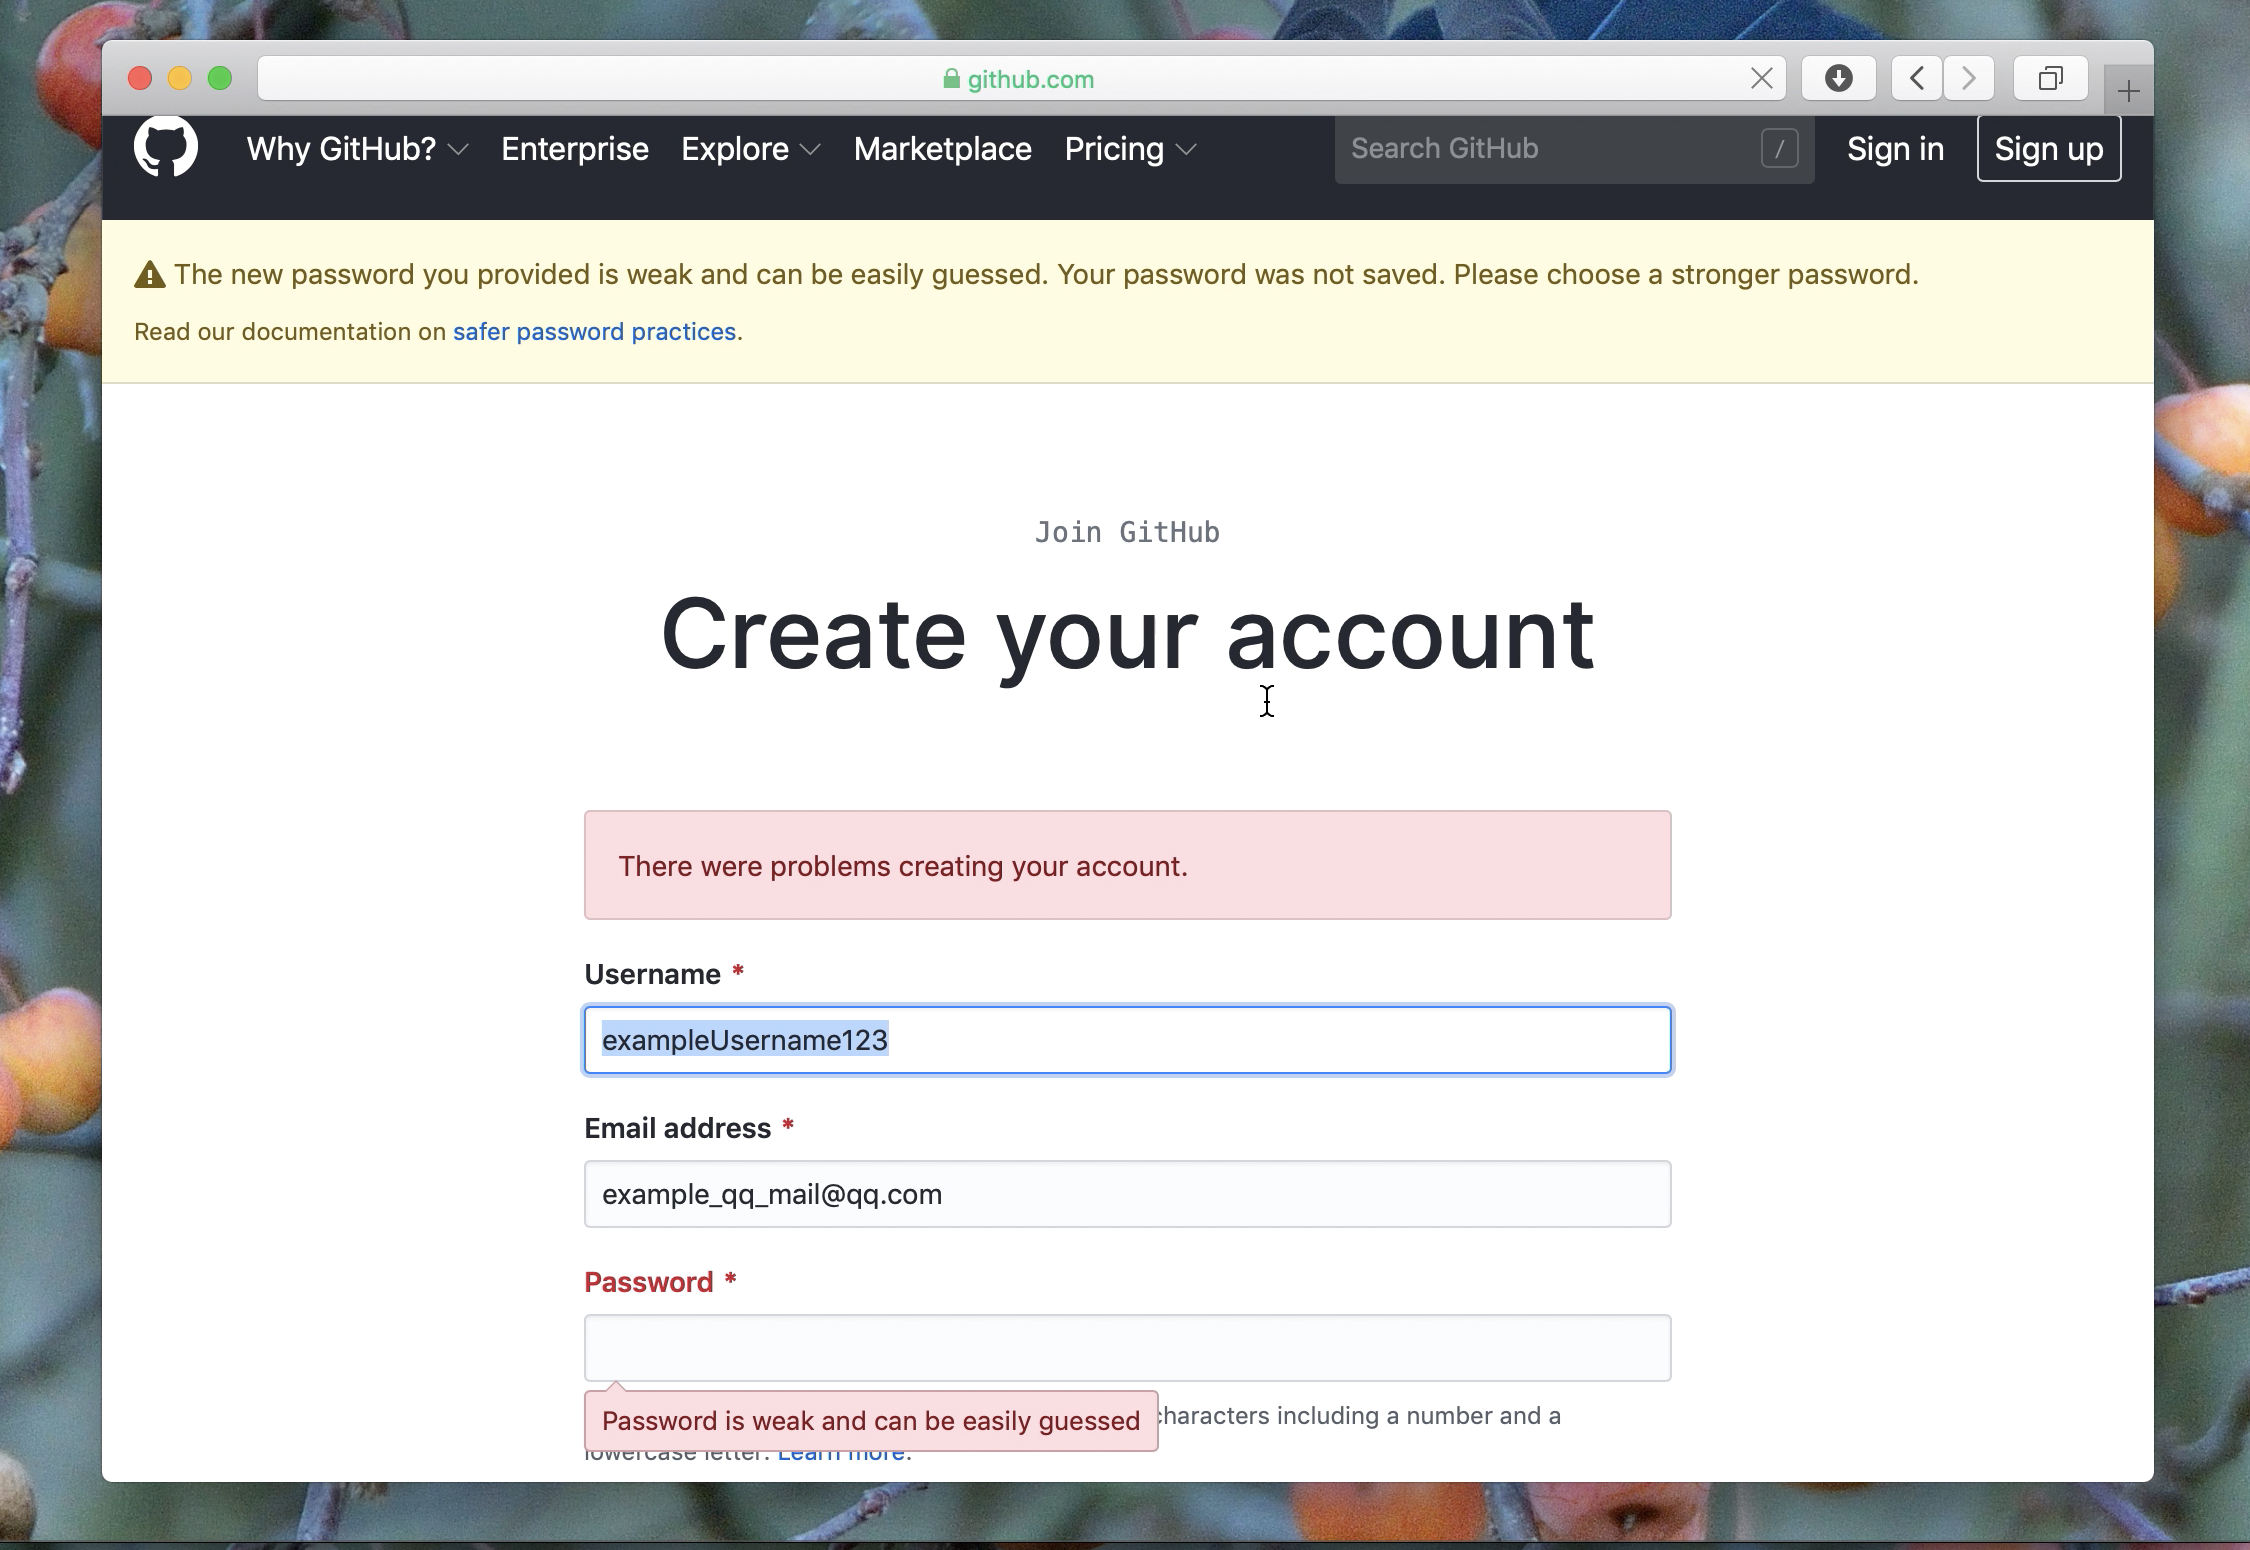 github.com
Why GitHub? Enterprise Explore Marketplace Pricing Search GitHub / Sign in Sign up
The new password you provided is weak and can be easily guessed. Your password was not saved. Please choose a stronger password.
Read our documentation on safer password practices.
Join GitHub
Create your account
There were problems creating your account.
Username *
exampleUsername123
Email address *
example_qq_mail@qq.com
Password *
Password is weak and can be easily guessed
characters including a number and a
lowercase letter. Learn more.